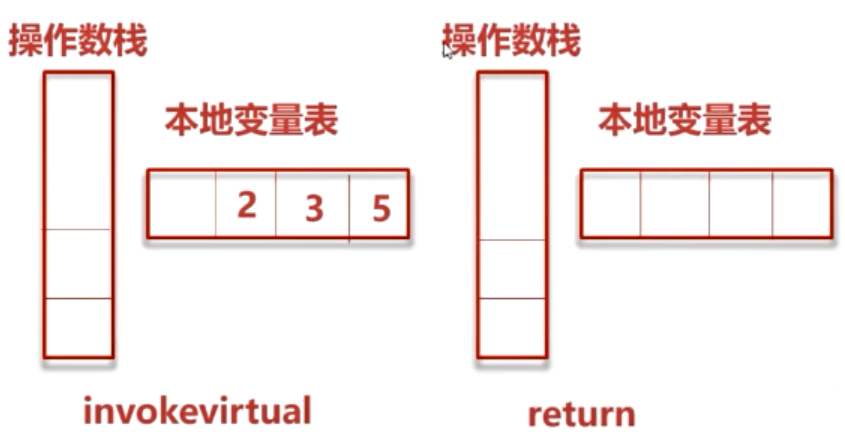 操作数栈 操作数栈
本地变量表 本地变量表
2 3 5
invokevirtual return